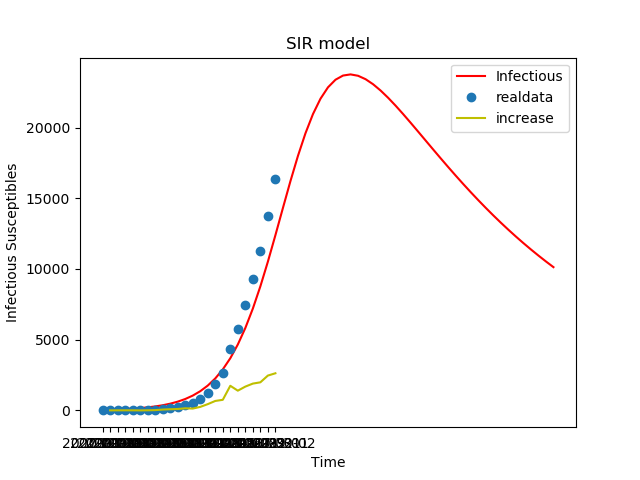 SIR model
Infectious
realdata
increase
20000
15000
10000
5000
0
Infectious Susceptibles
Time